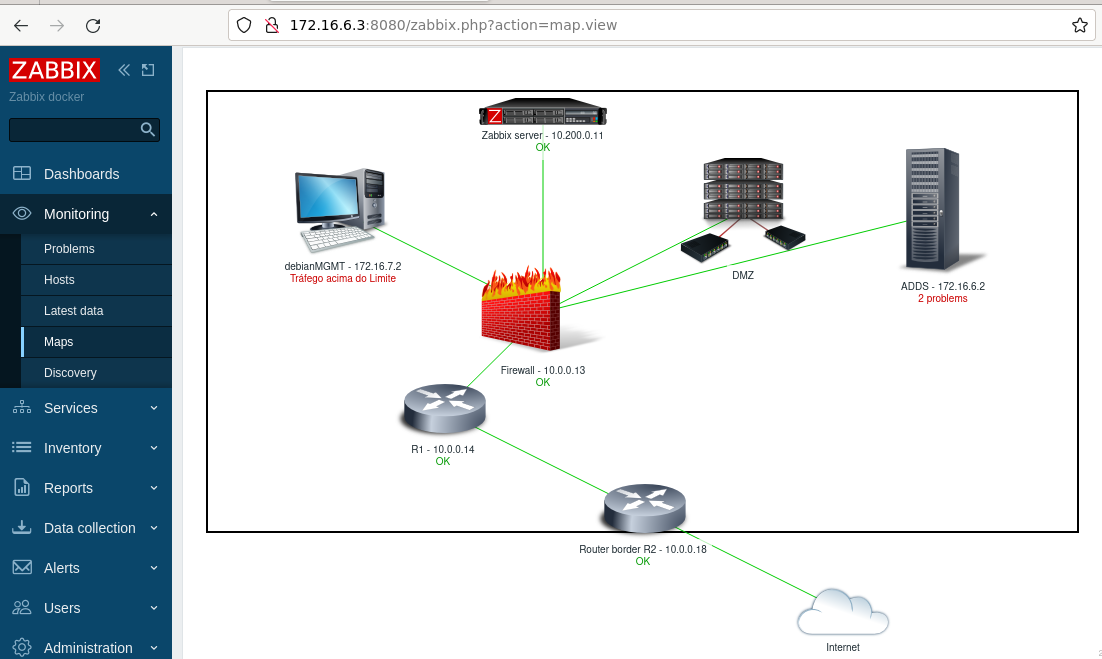 172.16.6.3:8080/zabbix.php?action=map.view
ZABBIX
Zabbix docker
Dashboards
Monitoring
Problems
Hosts
Latest data
Maps
Discovery
Services
Inventory
Reports
Data collection
Alerts
Users
Administration
Z
Zabbix server - 10.200.0.11
OK
debianMGMT - 172.16.7.2
Tráfego acima do Limite
DMZ
ADDS - 172.16.6.2
2 problems
Firewall - 10.0.0.13
OK
R1 - 10.0.0.14
OK
Router border R2 - 10.0.0.18
OK
Internet